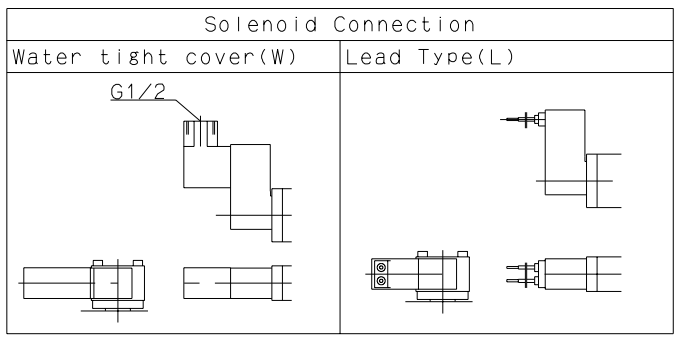 Solenoid Connection
Water tight cover(W)
Lead Type(L)
G1/2